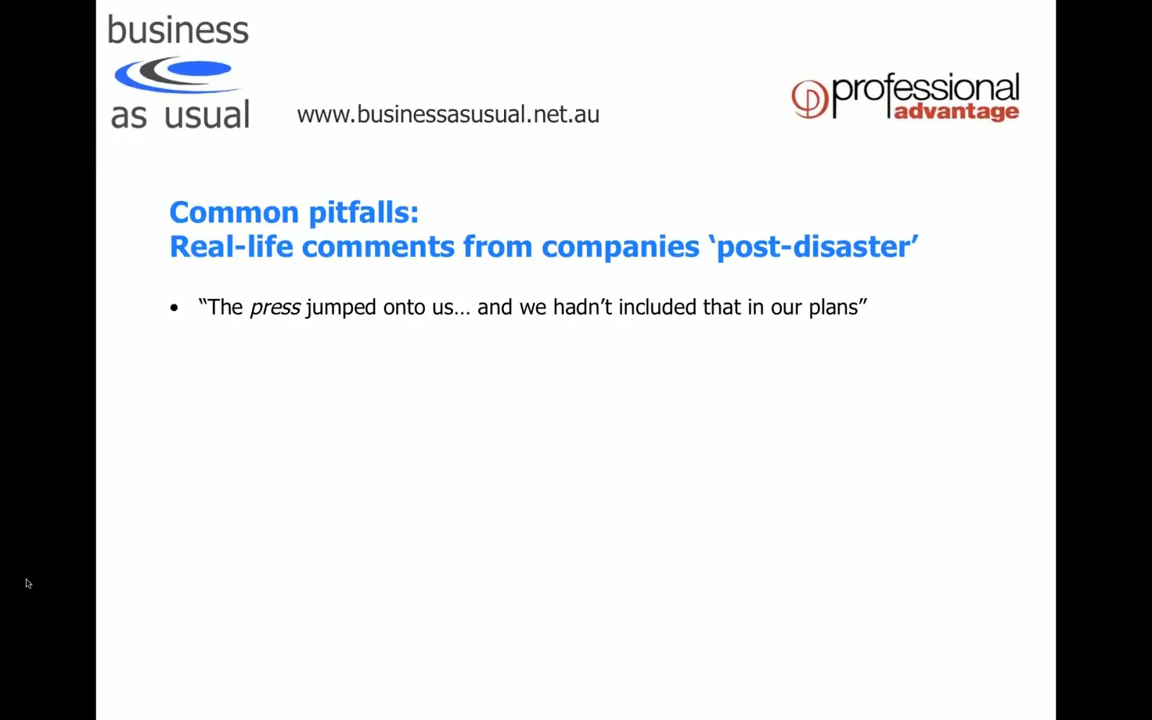 business
as usual
www.businessasusual.net.au
professional
advantage
Common pitfalls:
Real-life comments from companies ‘post-disaster’
• “The press jumped onto us… and we hadn’t included that in our plans”